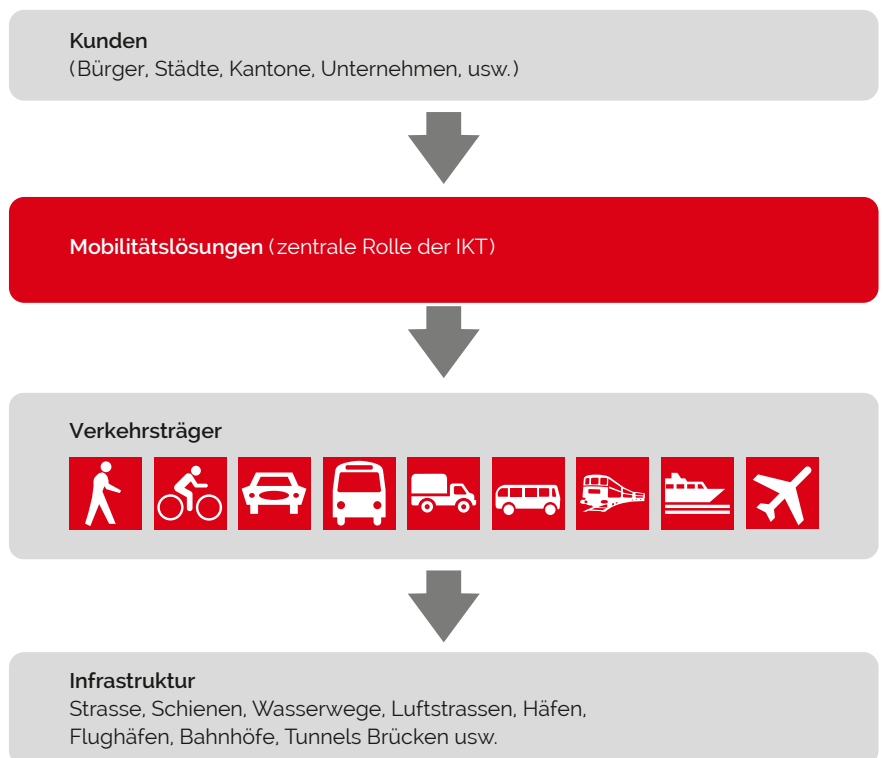 Kunden
(Bürger, Städte, Kantone, Unternehmen, usw.)
Mobilitätslösungen (zentrale Rolle der IKT)
Verkehrsträger
Infrastruktur
Strasse, Schienen, Wasserwege, Luftstrassen, Häfen,
Flughäfen, Bahnhöfe, Tunnels Brücken usw.